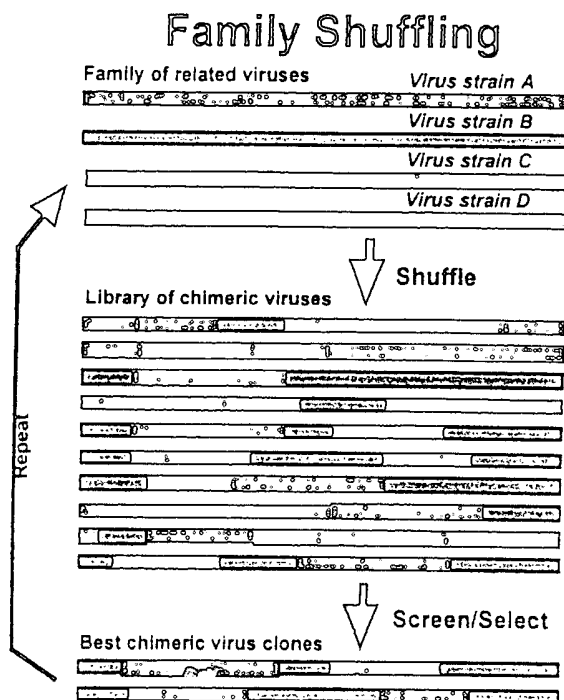 Family Shuffling
Family of related viruses
Virus strain A
Virus strain B
Virus strain C
Virus strain D
Shuffle
Library of chimeric viruses
Repeat
Screen/Select
Best chimeric virus clones